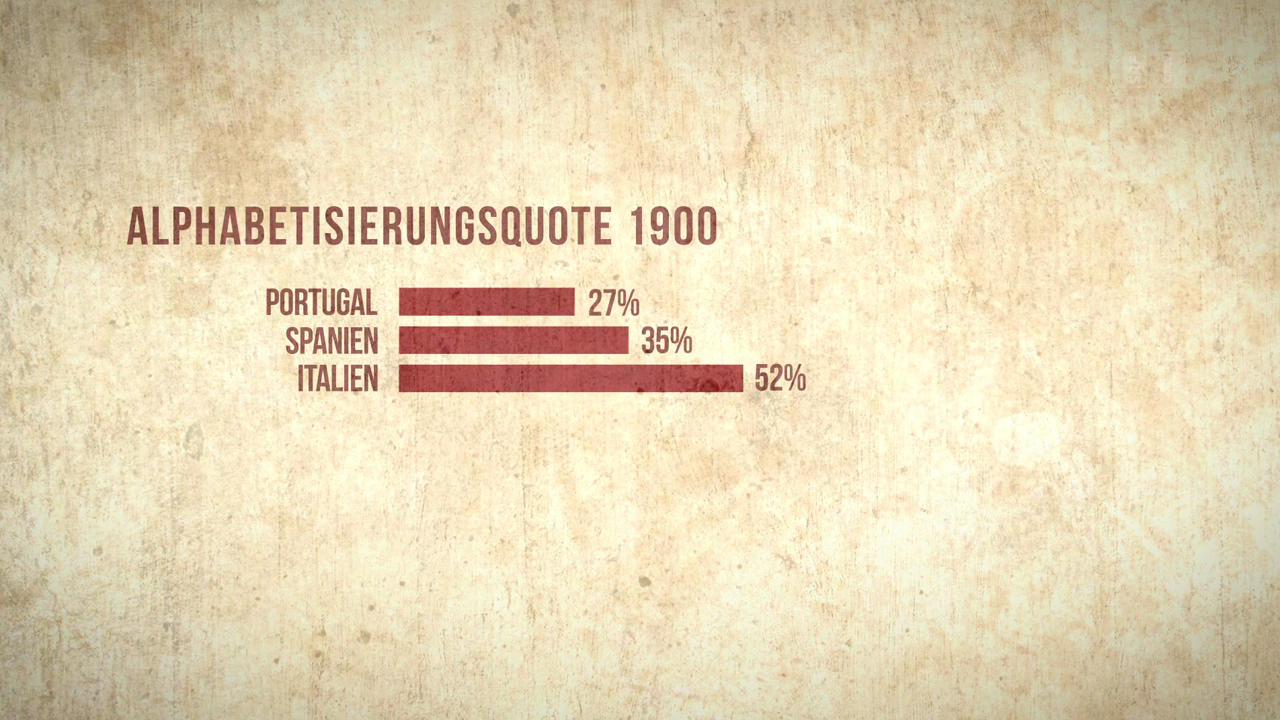 ALPHABETISIERUNGSQUOTE 1900
PORTUGAL 27%
SPANIEN 35%
ITALIEN 52%